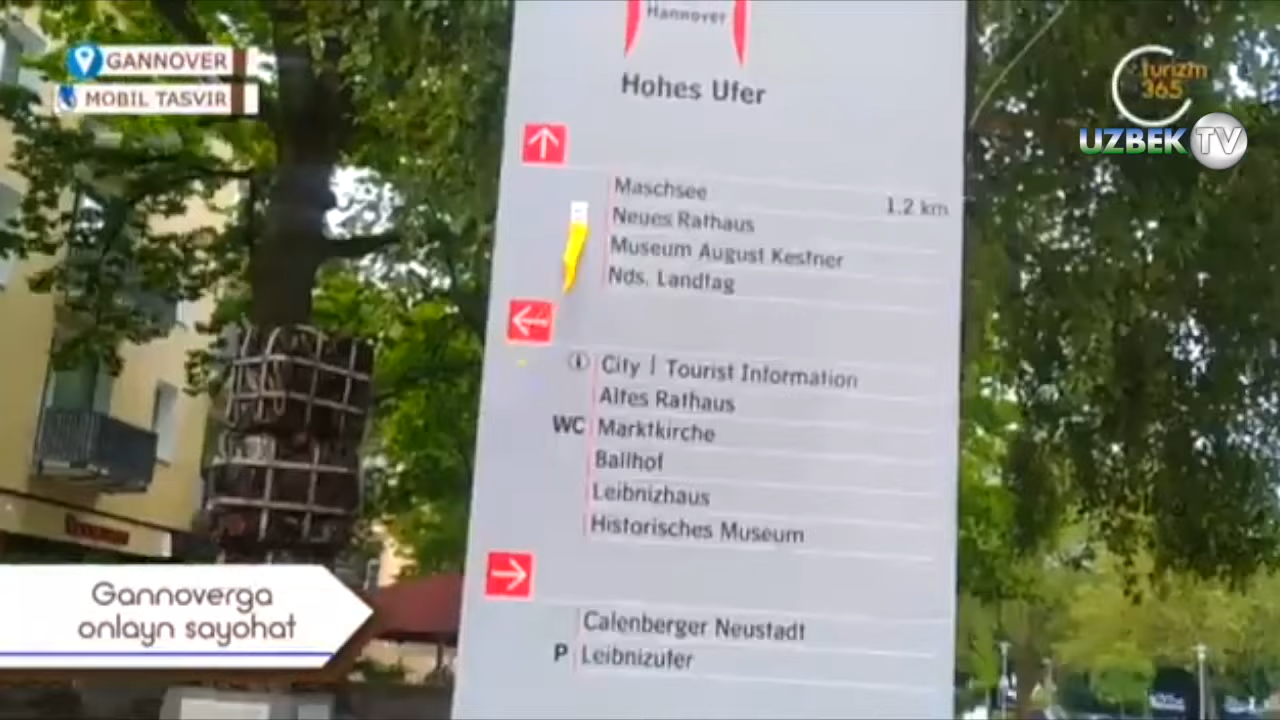 GANNOVER
MOBIL TASVIR
turizm
365
UZBEK TV
Hannover
Hohes Ufer
Maschsee 1.2 km
Neues Rathaus
Museum August Kestner
Nds. Landtag
City | Tourist Information
Altes Rathaus
WC Marktkirche
Ballhof
Leibnizhaus
Historisches Museum
Calenberger Neustadt
P Leibnizufer
Gannoverga
onlayn sayohat